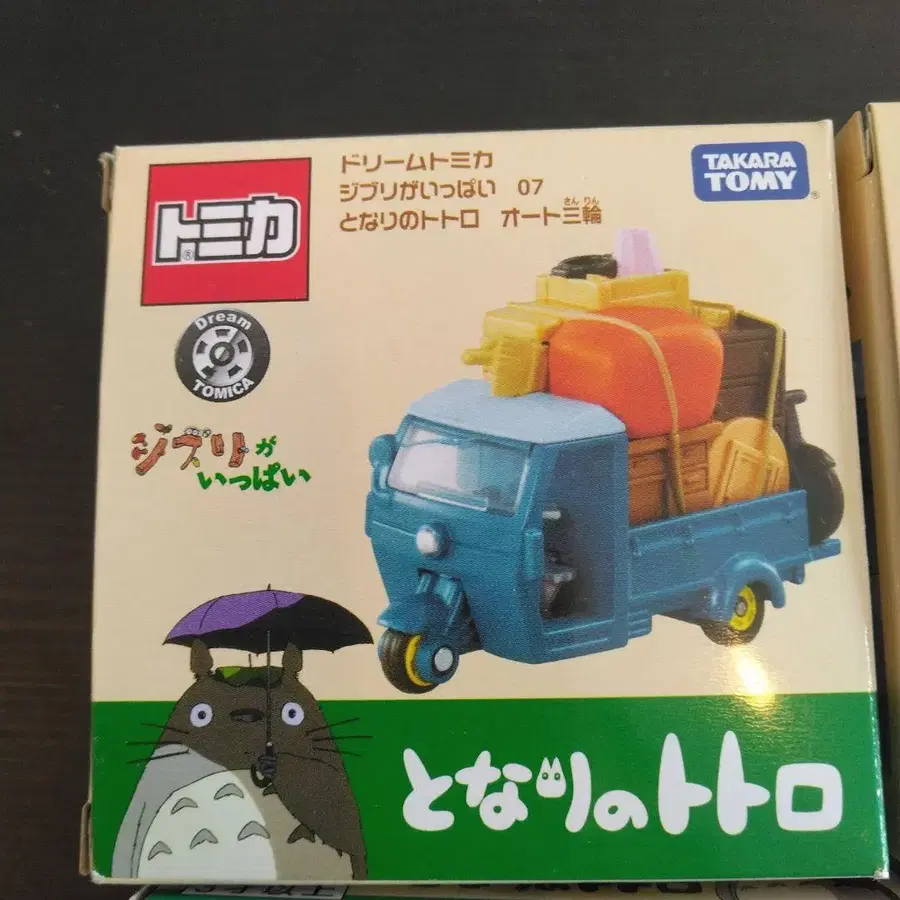 トミカ®
ドリームトミカ
ジブリがいっぱい 07
となりのトトロ オート三輪
さんりん
TAKARA
TOMY®
Dream
TOMICA
ジブリが
いっぱい
となりのトトロ